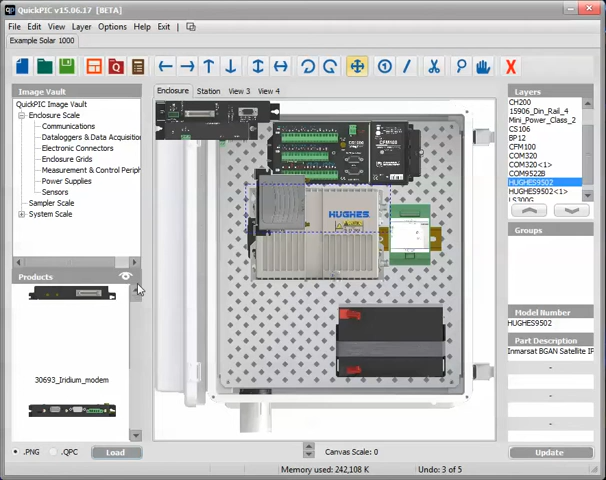 QuickPIC v15.06.17 [BETA]
File Edit View Layer Options Help Exit
Example Solar 1000
Image Vault
QuickPIC Image Vault
Enclosure Scale
Communications
Dataloggers & Data Acquisition
Electronic Connectors
Enclosure Grids
Measurement & Control Periph
Power Supplies
Sensors
Sampler Scale
System Scale
Products
30693_Iridium_modem
.PNG .QPC Load
Enclosure Station View 3 View 4
CFM100
HUGHES
Canvas Scale: 0
Memory used: 242,108 K Undo: 3 of 5
Layers
CH200
15906_Din_Rail_4
Mini_Power_Class_2
CS106
BP12
CFM100
COM320
COM320<1>
COM9522B
HUGHES9502
HUGHES9502<1>
LS300G
Groups
Model Number
HUGHES9502
Part Description
Inmarsat BGAN Satellite IP
-
-
-
-
Update